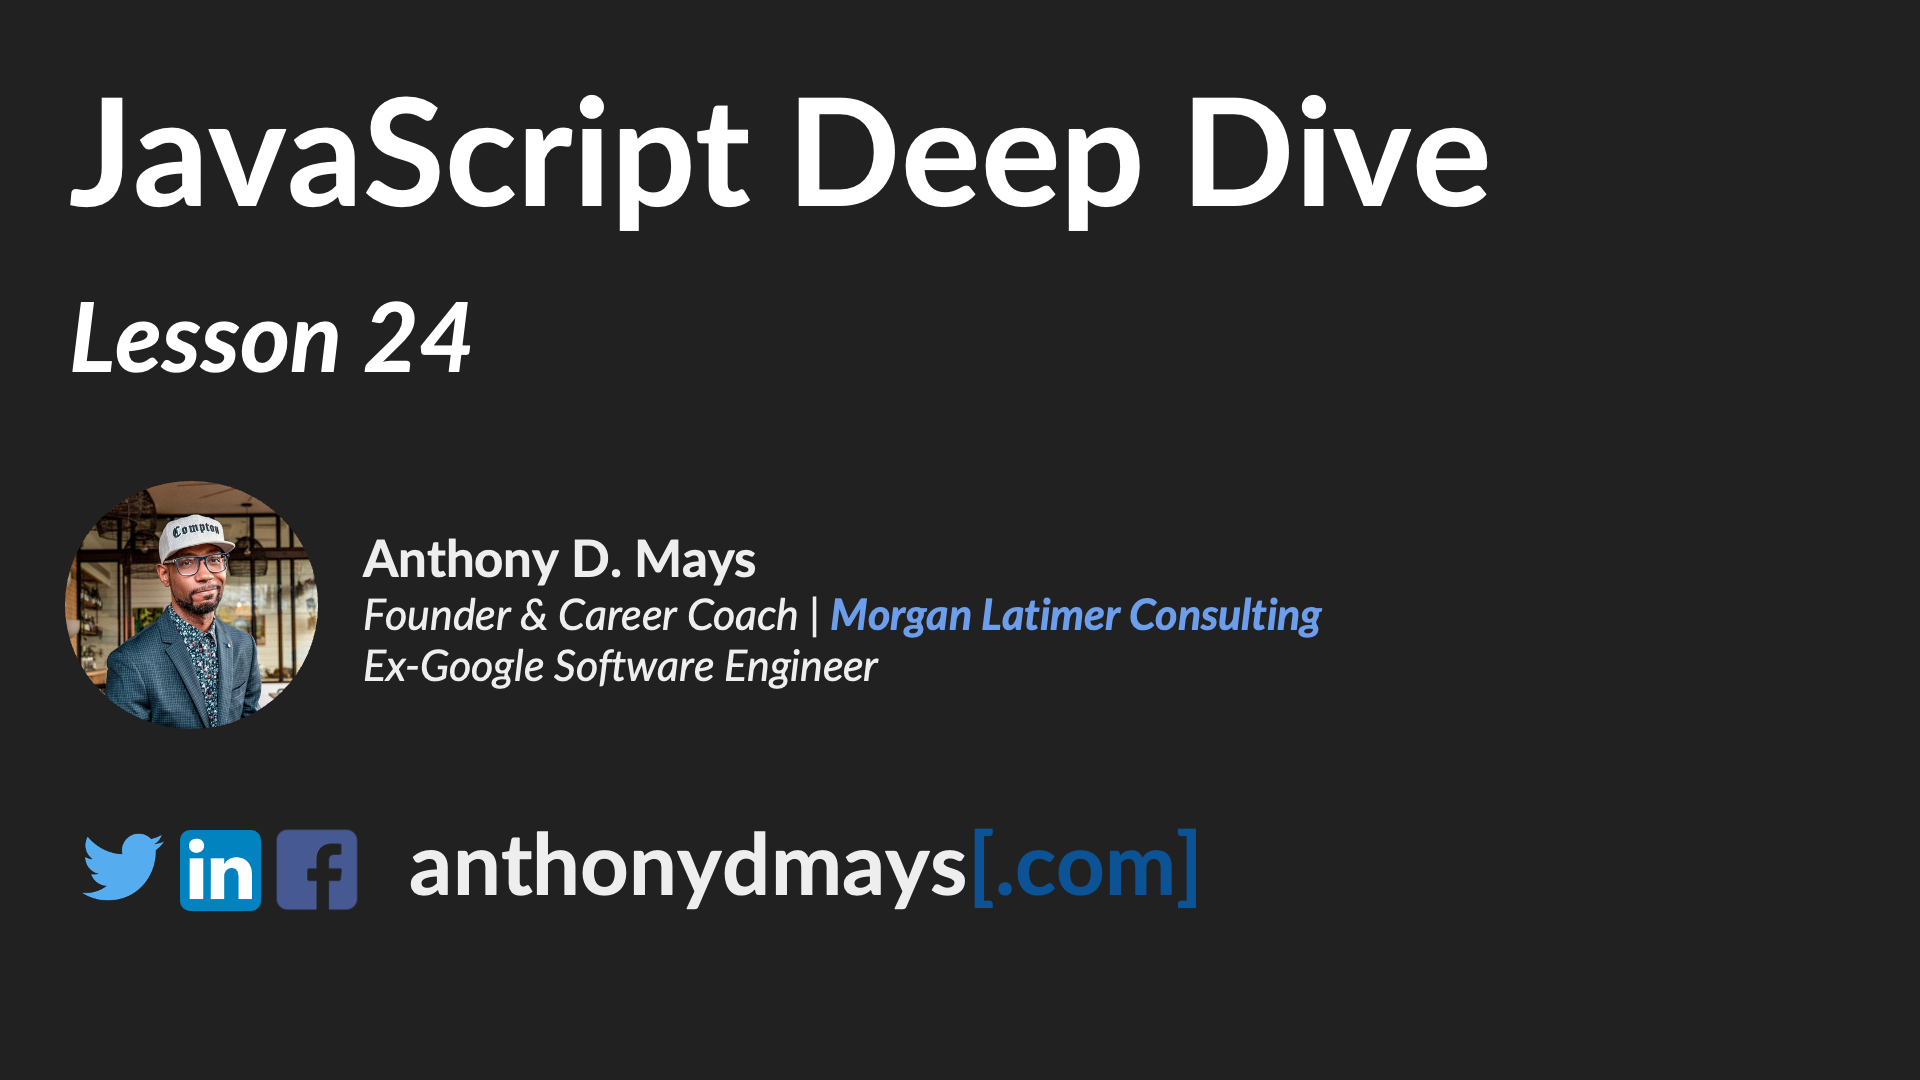 JavaScript Deep Dive
Lesson 24
Compton
Anthony D. Mays
Founder & Career Coach | Morgan Latimer Consulting
Ex-Google Software Engineer
in
anthonydmays[.com]